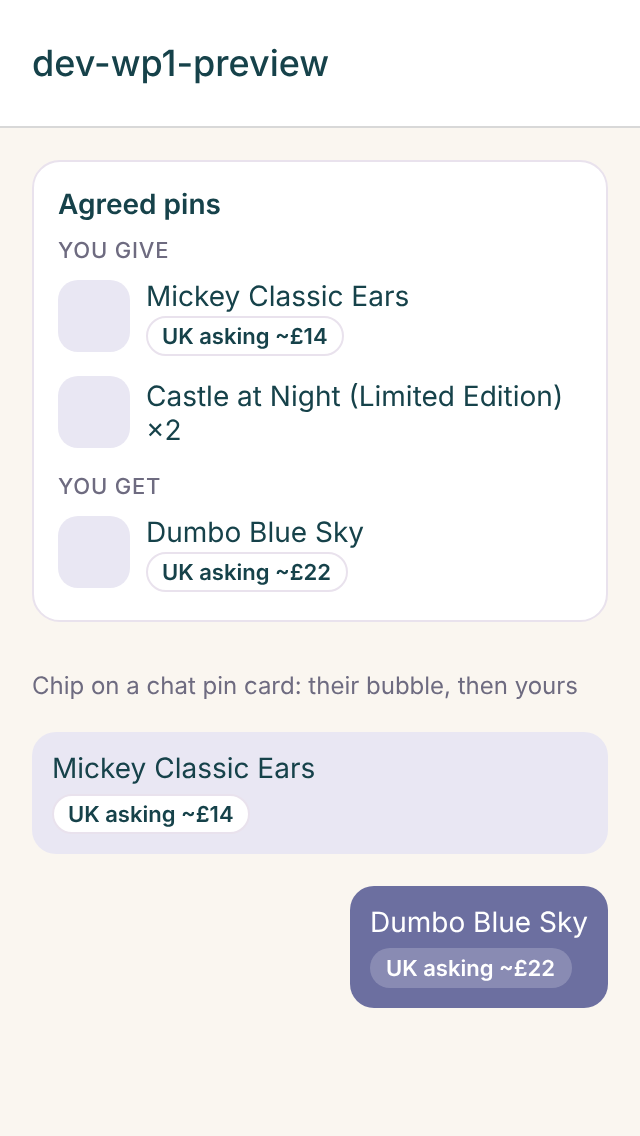 dev-wp1-preview
Agreed pins
YOU GIVE
Mickey Classic Ears
UK asking ~£14
Castle at Night (Limited Edition)
×2
YOU GET
Dumbo Blue Sky
UK asking ~£22
Chip on a chat pin card: their bubble, then yours
Mickey Classic Ears
UK asking ~£14
Dumbo Blue Sky
UK asking ~£22